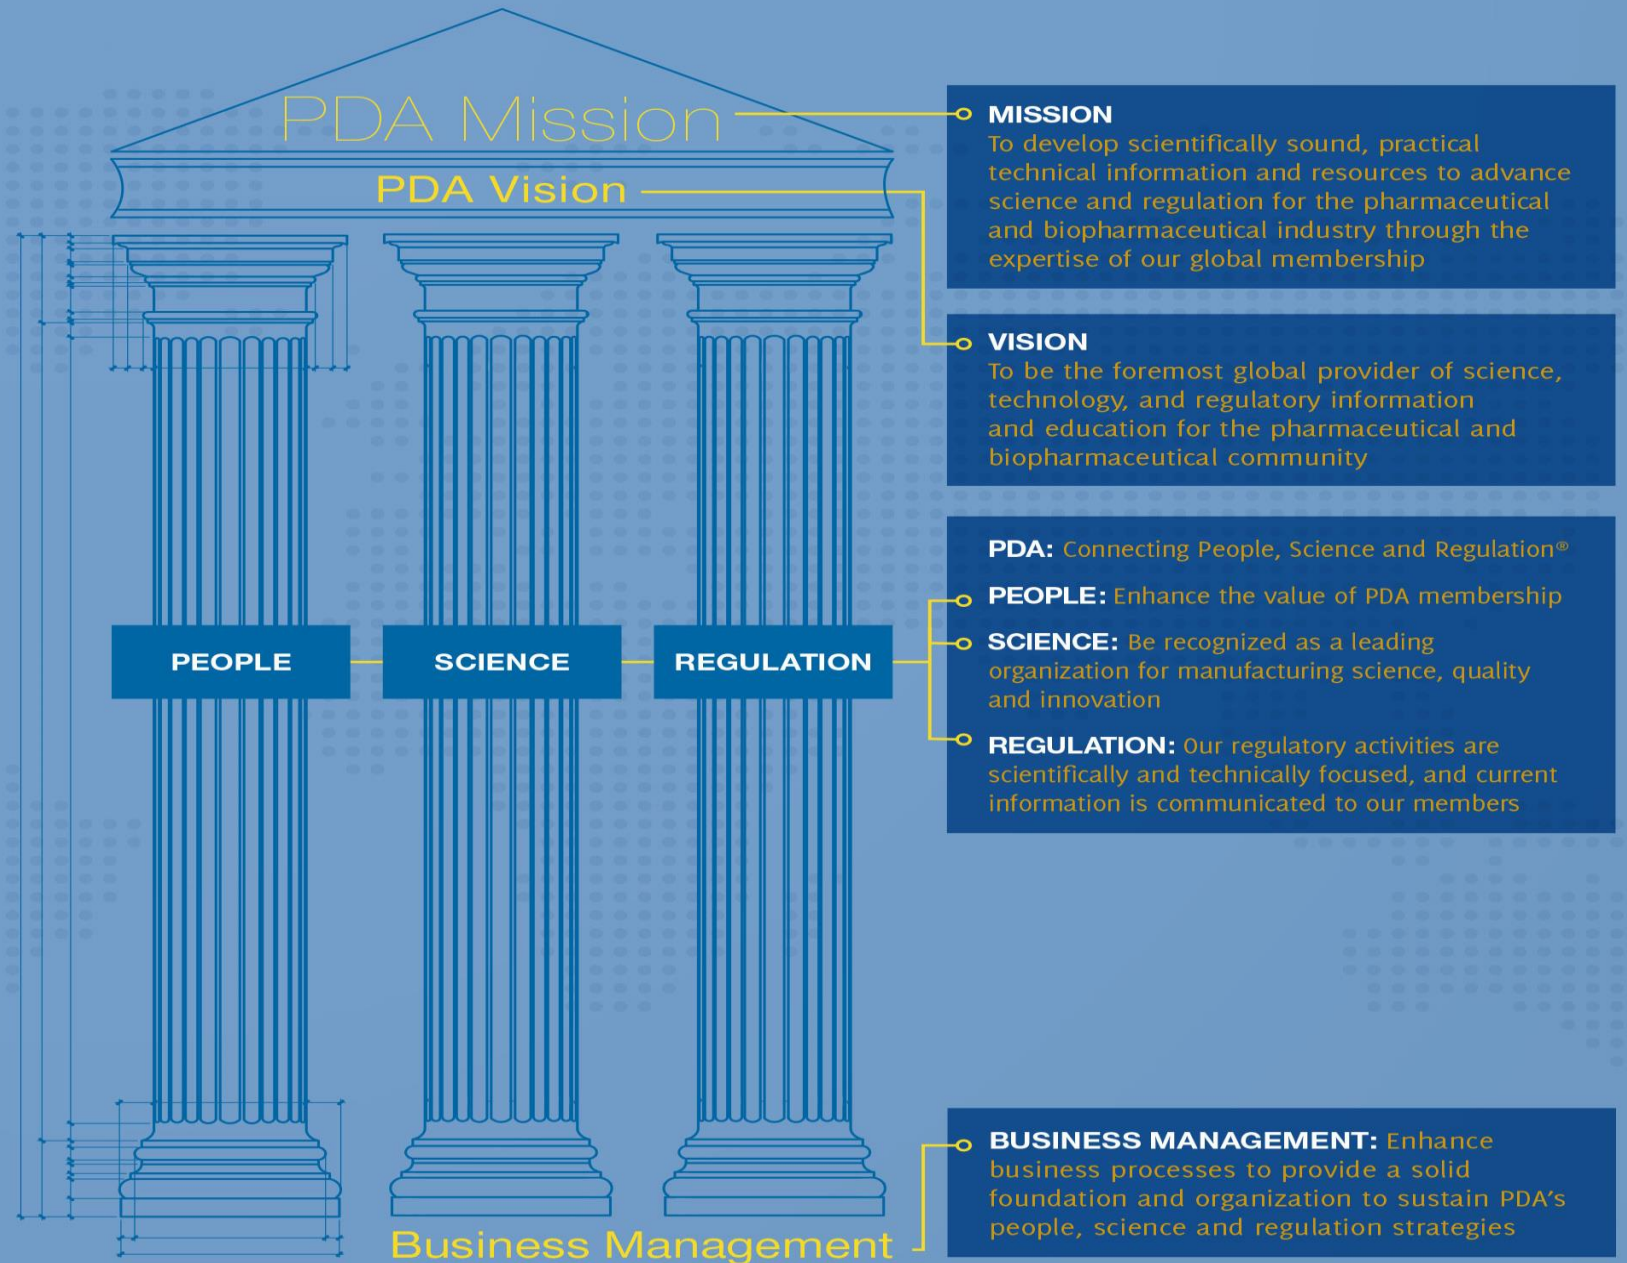 PDA Mission
PDA Vision
PEOPLE
SCIENCE
REGULATION
Business Management
MISSION
To develop scientifically sound, practical
technical information and resources to advance
science and regulation for the pharmaceutical
and biopharmaceutical industry through the
expertise of our global membership
VISION
To be the foremost global provider of science,
technology, and regulatory information
and education for the pharmaceutical and
biopharmaceutical community
PDA: Connecting People, Science and Regulation®
PEOPLE: Enhance the value of PDA membership
SCIENCE: Be recognized as a leading
organization for manufacturing science, quality
and innovation
REGULATION: Our regulatory activities are
scientifically and technically focused, and current
information is communicated to our members
BUSINESS MANAGEMENT: Enhance
business processes to provide a solid
foundation and organization to sustain PDA's
people, science and regulation strategies